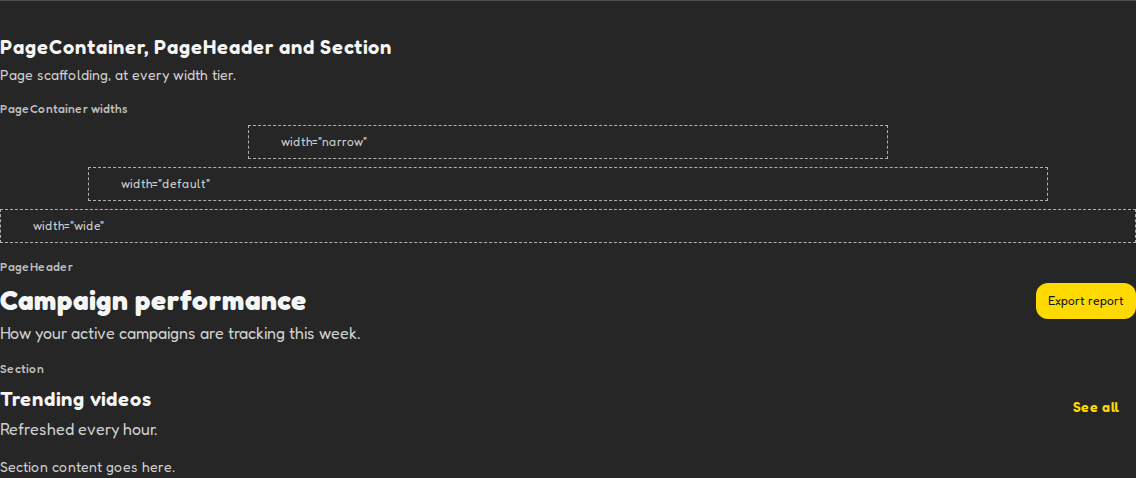 PageContainer, PageHeader and Section
Page scaffolding, at every width tier.
PageContainer widths
width="narrow"
width="default"
width="wide"
PageHeader
Campaign performance
Export report
How your active campaigns are tracking this week.
Section
Trending videos
See all
Refreshed every hour.
Section content goes here.